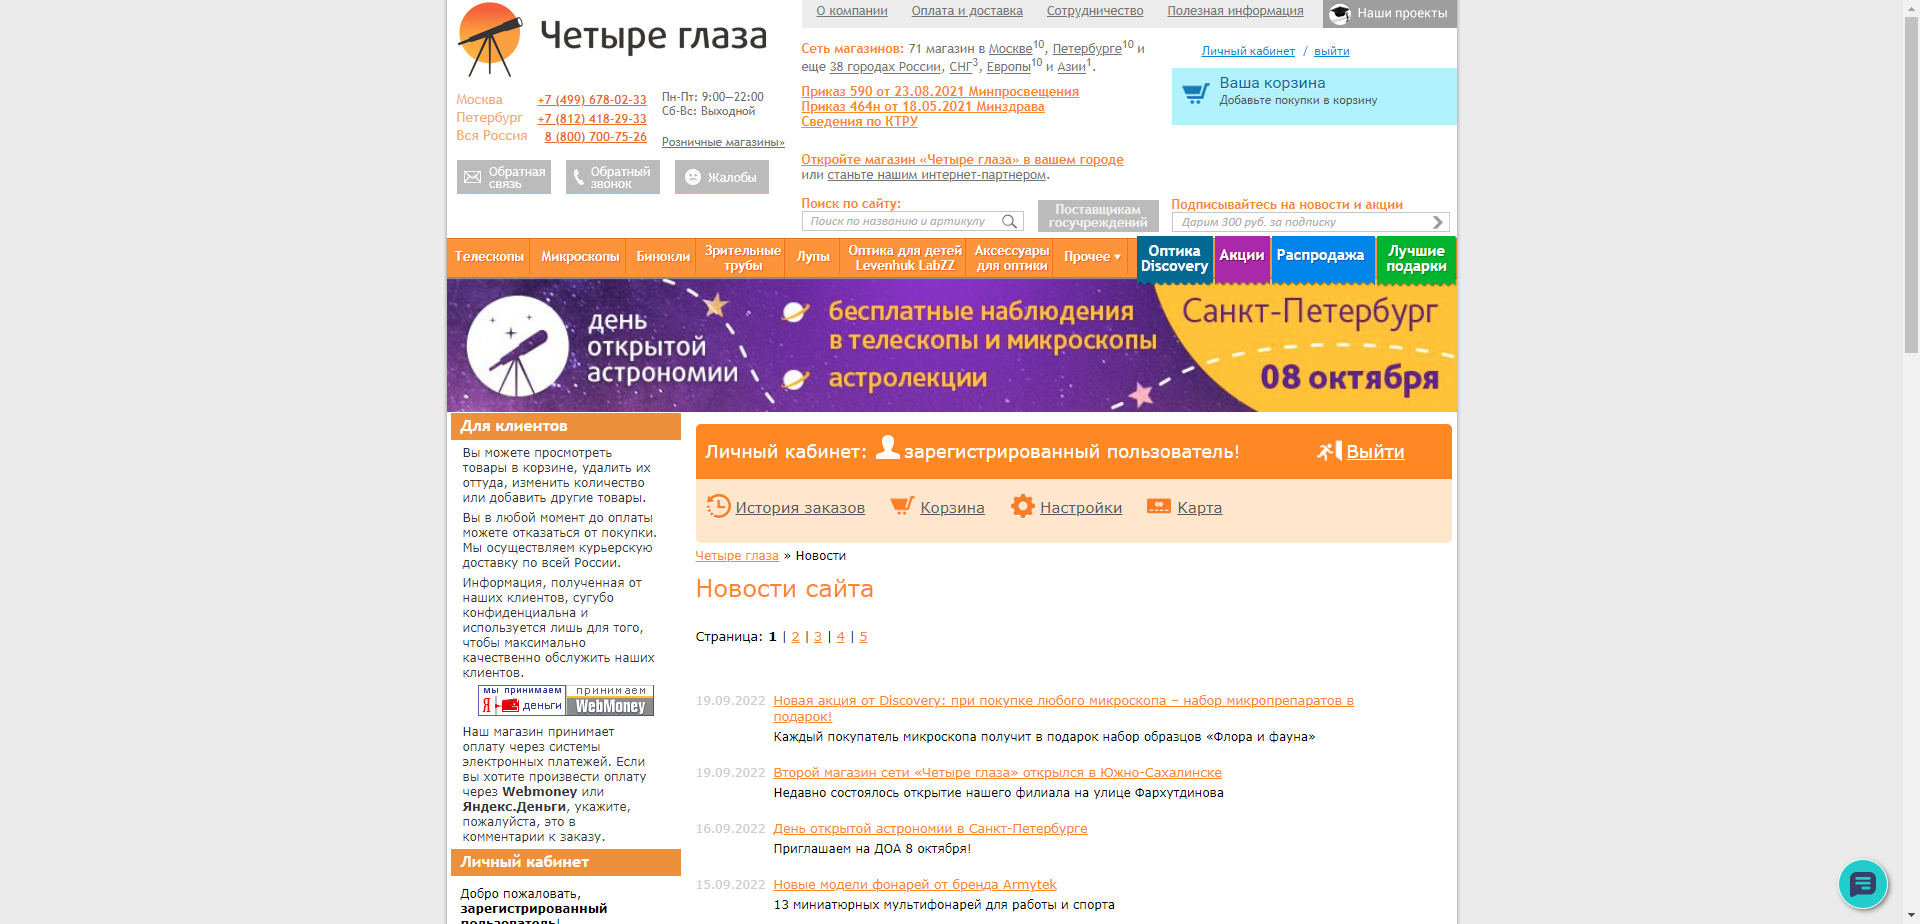 Четыре глаза
О компании
Оплата и доставка
Сотрудничество
Полезная информация
Наши проекты
Сеть магазинов: 71 магазин в Москве10, Петербурге10 и
еще 38 городах России, СНГ3, Европы10 и Азии1.
Личный кабинет / выйти
Ваша корзина
Добавьте покупки в корзину
Приказ 590 от 23.08.2021 Минпросвещения
Приказ 464н от 18.05.2021 Минздрава
Сведения по КТРУ
Москва +7 (499) 678-02-33
Петербург +7 (812) 418-29-33
Вся Россия 8 (800) 700-75-26
Пн-Пт: 9:00—22:00
Сб-Вс: Выходной
Розничные магазины»
Обратная
связь
Обратный
звонок
Жалобы
Откройте магазин «Четыре глаза» в вашем городе
или станьте нашим интернет-партнером.
Поиск по сайту:
Поиск по названию и артикулу
Поставщикам
госучреждений
Подписывайтесь на новости и акции
Дарим 300 руб. за подписку
Телескопы
Микроскопы
Бинокли
Зрительные
трубы
Лупы
Оптика для детей
Levenhuk LabZZ
Аксессуары
для оптики
Прочее ▾
Оптика
Discovery
Акции
Распродажа
Лучшие
подарки
день
открытой
астрономии
бесплатные наблюдения
в телескопы и микроскопы
астролекции
Санкт-Петербург
08 октября
Для клиентов
Вы можете просмотреть
товары в корзине, удалить их
оттуда, изменить количество
или добавить другие товары.
Вы в любой момент до оплаты
можете отказаться от покупки.
Мы осуществляем курьерскую
доставку по всей России.
Информация, полученная от
наших клиентов, сугубо
конфиденциальна и
используется лишь для того,
чтобы максимально
качественно обслужить наших
клиентов.
мы принимаем
Я деньги
принимаем
WebMoney
Наш магазин принимает
оплату через системы
электронных платежей. Если
вы хотите произвести оплату
через Webmoney или
Яндекс.Деньги, укажите,
пожалуйста, это в
комментарии к заказу.
Личный кабинет
Добро пожаловать,
зарегистрированный
пользователь!
Личный кабинет: зарегистрированный пользователь!
Выйти
История заказов
Корзина
Настройки
Карта
Четыре глаза » Новости
Новости сайта
Страница: 1 | 2 | 3 | 4 | 5
19.09.2022 Новая акция от Discovery: при покупке любого микроскопа – набор микропрепаратов в
подарок!
Каждый покупатель микроскопа получит в подарок набор образцов «Флора и фауна»
19.09.2022 Второй магазин сети «Четыре глаза» открылся в Южно-Сахалинске
Недавно состоялось открытие нашего филиала на улице Фархутдинова
16.09.2022 День открытой астрономии в Санкт-Петербурге
Приглашаем на ДОА 8 октября!
15.09.2022 Новые модели фонарей от бренда Armytek
13 миниатюрных мультифонарей для работы и спорта